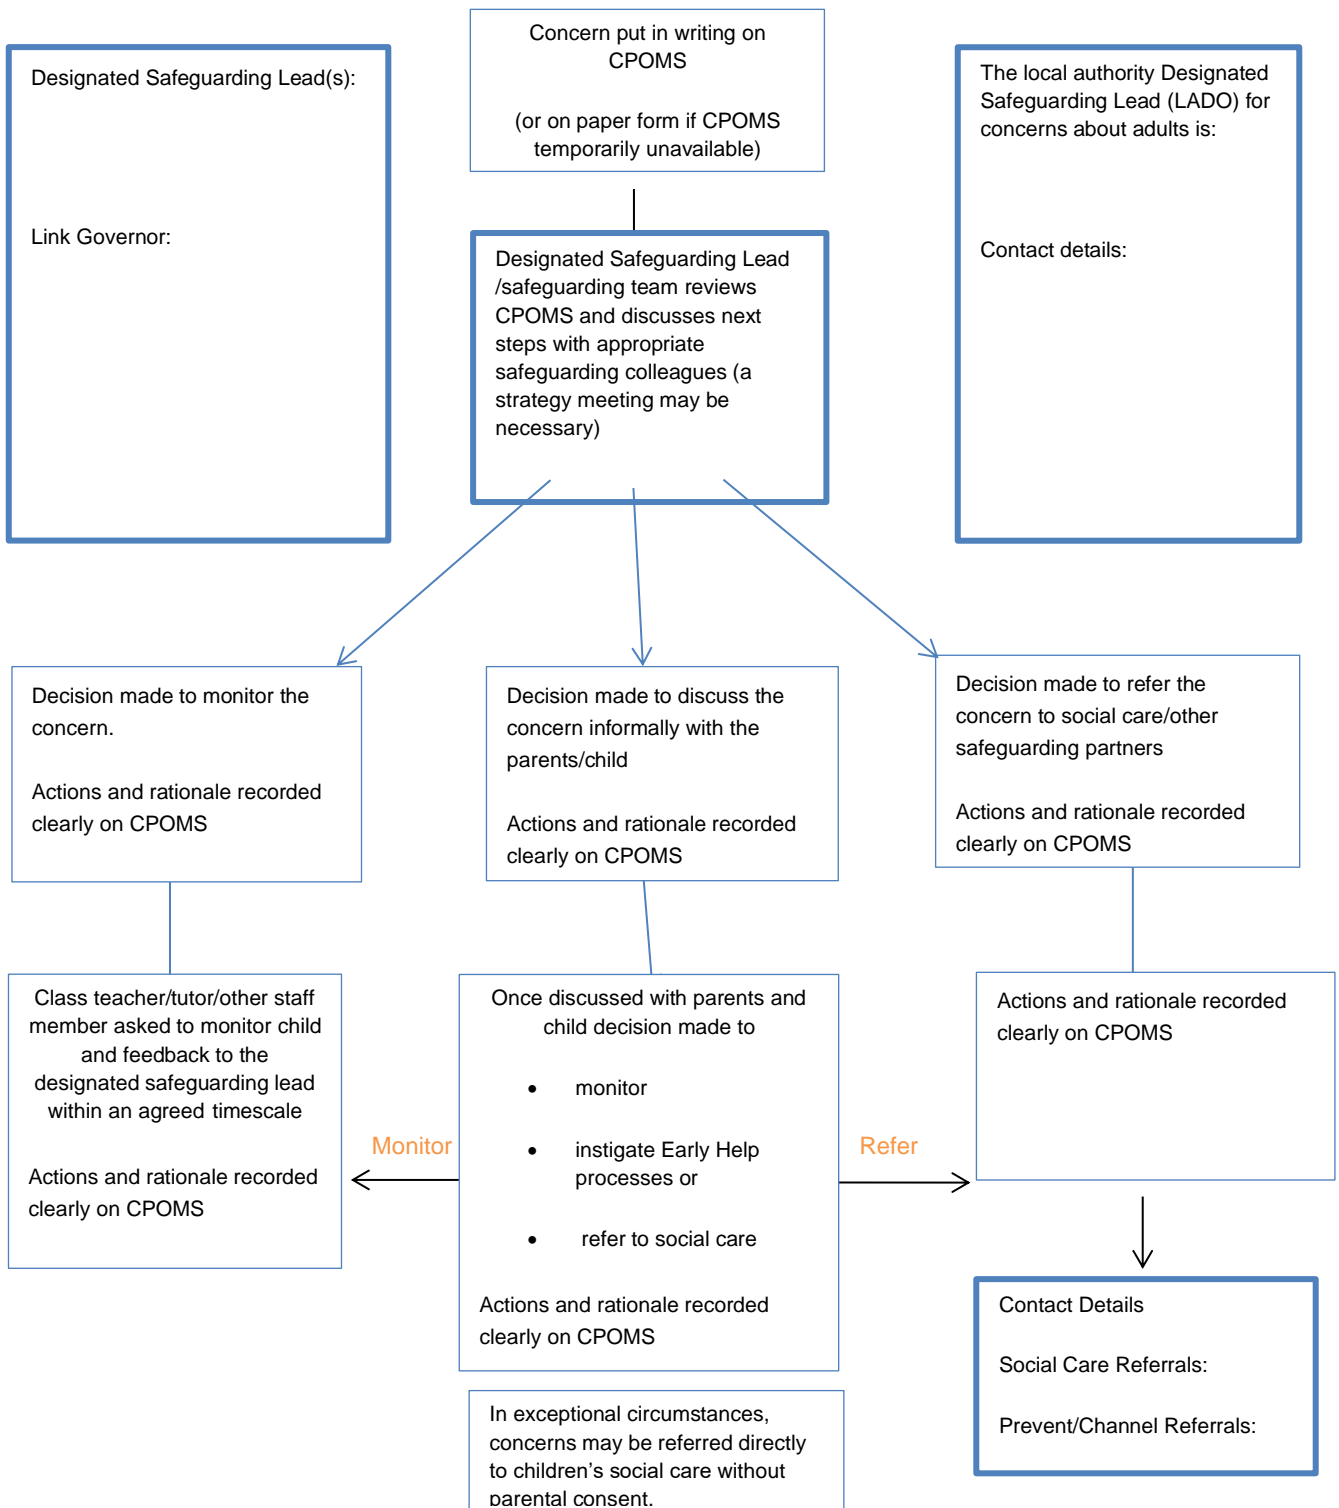 Concern put in writing on
CPOMS
(or on paper form if CPOMS
temporarily unavailable)
Designated Safeguarding Lead(s):
Link Governor:
The local authority Designated
Safeguarding Lead (LADO) for
concerns about adults is:
Contact details:
Designated Safeguarding Lead
/safeguarding team reviews
CPOMS and discusses next
steps with appropriate
safeguarding colleagues (a
strategy meeting may be
necessary)
Decision made to monitor the
concern.
Actions and rationale recorded
clearly on CPOMS
Decision made to discuss the
concern informally with the
parents/child
Actions and rationale recorded
clearly on CPOMS
Decision made to refer the
concern to social care/other
safeguarding partners
Actions and rationale recorded
clearly on CPOMS
Class teacher/tutor/other staff
member asked to monitor child
and feedback to the
designated safeguarding lead
within an agreed timescale
Actions and rationale recorded
clearly on CPOMS
Monitor
Once discussed with parents and
child decision made to
• monitor
• instigate Early Help
processes or
• refer to social care
Actions and rationale recorded
clearly on CPOMS
Refer
Actions and rationale recorded
clearly on CPOMS
Contact Details
Social Care Referrals:
Prevent/Channel Referrals:
In exceptional circumstances,
concerns may be referred directly
to children’s social care without
parental consent.